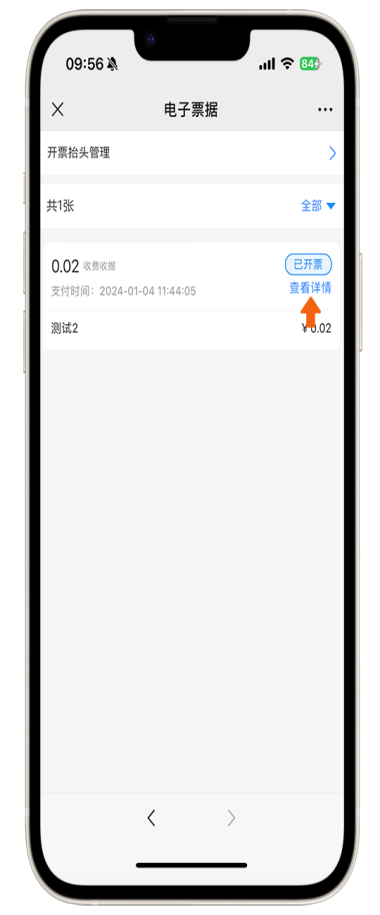 09:56
84
电子票据
开票抬头管理
共1张
全部
0.02 收费收据
已开票
支付时间：2024-01-04 11:44:05
查看详情
测试2
¥ 0.02